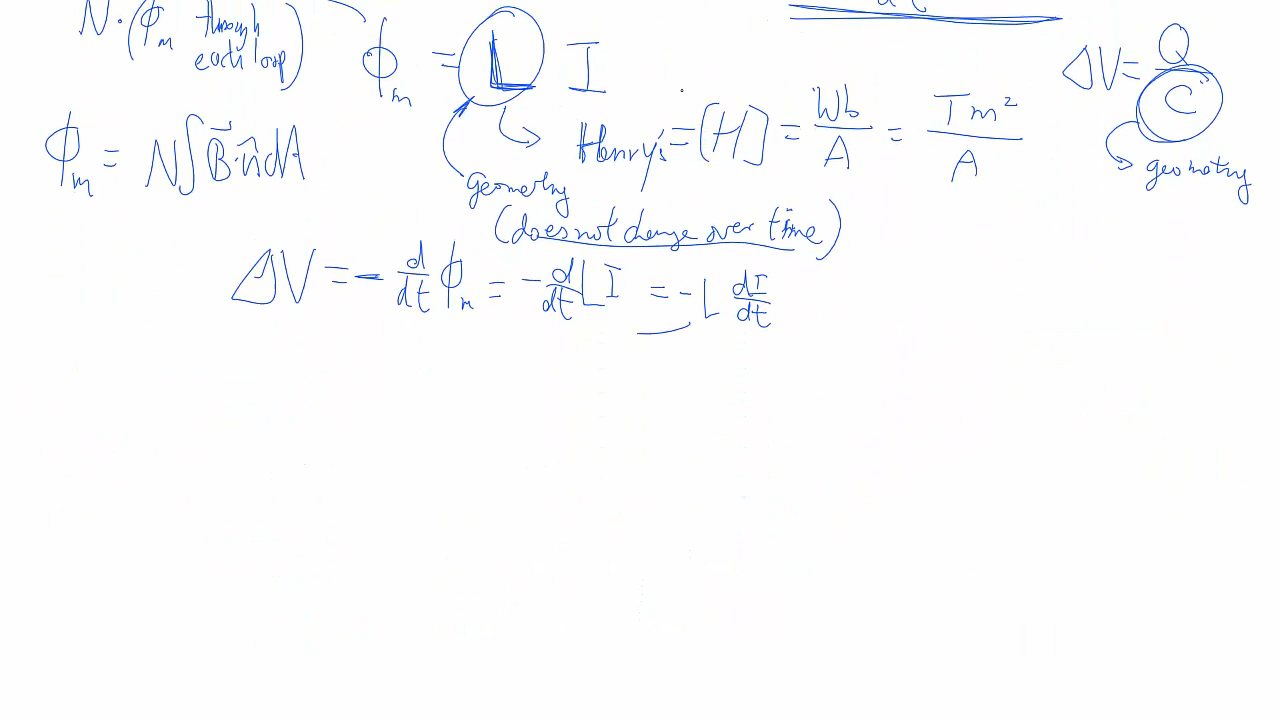 N · (ϕm through each loop)
ϕm = L I
ΔV = Q/C
geometry
Henry's = [H] = Wb/A = Tm²/A
ϕm = N∫B⃗·n̂dA
Geometry
(does not change over time)
ΔV = - d/dt ϕm = - d/dt L I = - L dI/dt